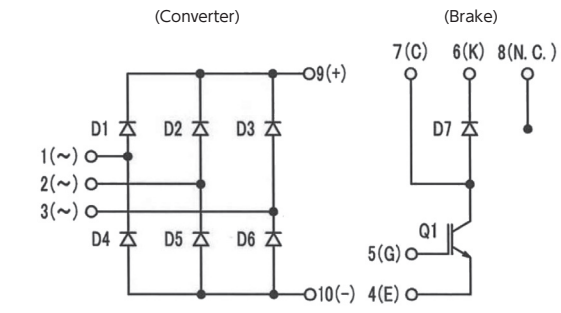 (Converter) (Brake)
7(C) 6(K) 8(N.C.)
9(+)
D1 D2 D3 D7
1(~)
2(~)
3(~)
Q1
D4 D5 D6
5(G)
10(-) 4(E)